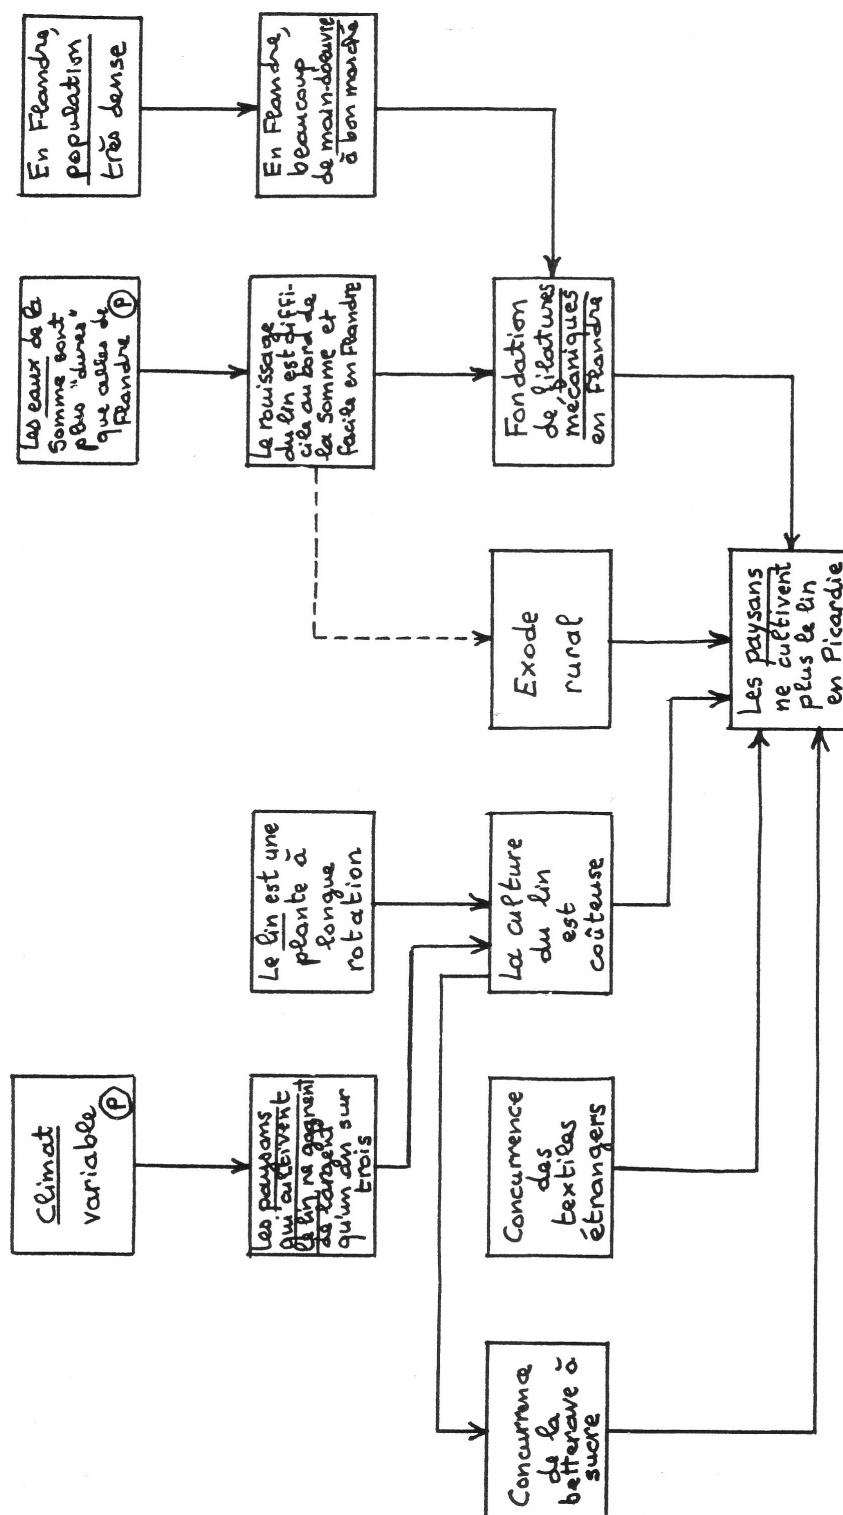 Climat
variable
P
Les eaux de la
Somme sont
plus "dures"
que celles de
Flandre
P
En Flandre,
population
très dense
Les paysans
qui cultivent
le lin ne gagnent
de l'argent
qu'un an sur
trois
Le lin est une
plante à
longue
rotation
Le rouissage
du lin est diffi-
cile au bord de
la Somme et
facile en Flandre
En Flandre,
beaucoup
de main-d'œuvre
à bon marché
Concurrence
de la
betterave à
sucre
Concurrence
des
textiles
étrangers
La culture
du lin
est
coûteuse
Exode
rural
Fondation
de filatures
mécaniques
en Flandre
Les paysans
ne cultivent
plus le lin
en Picardie